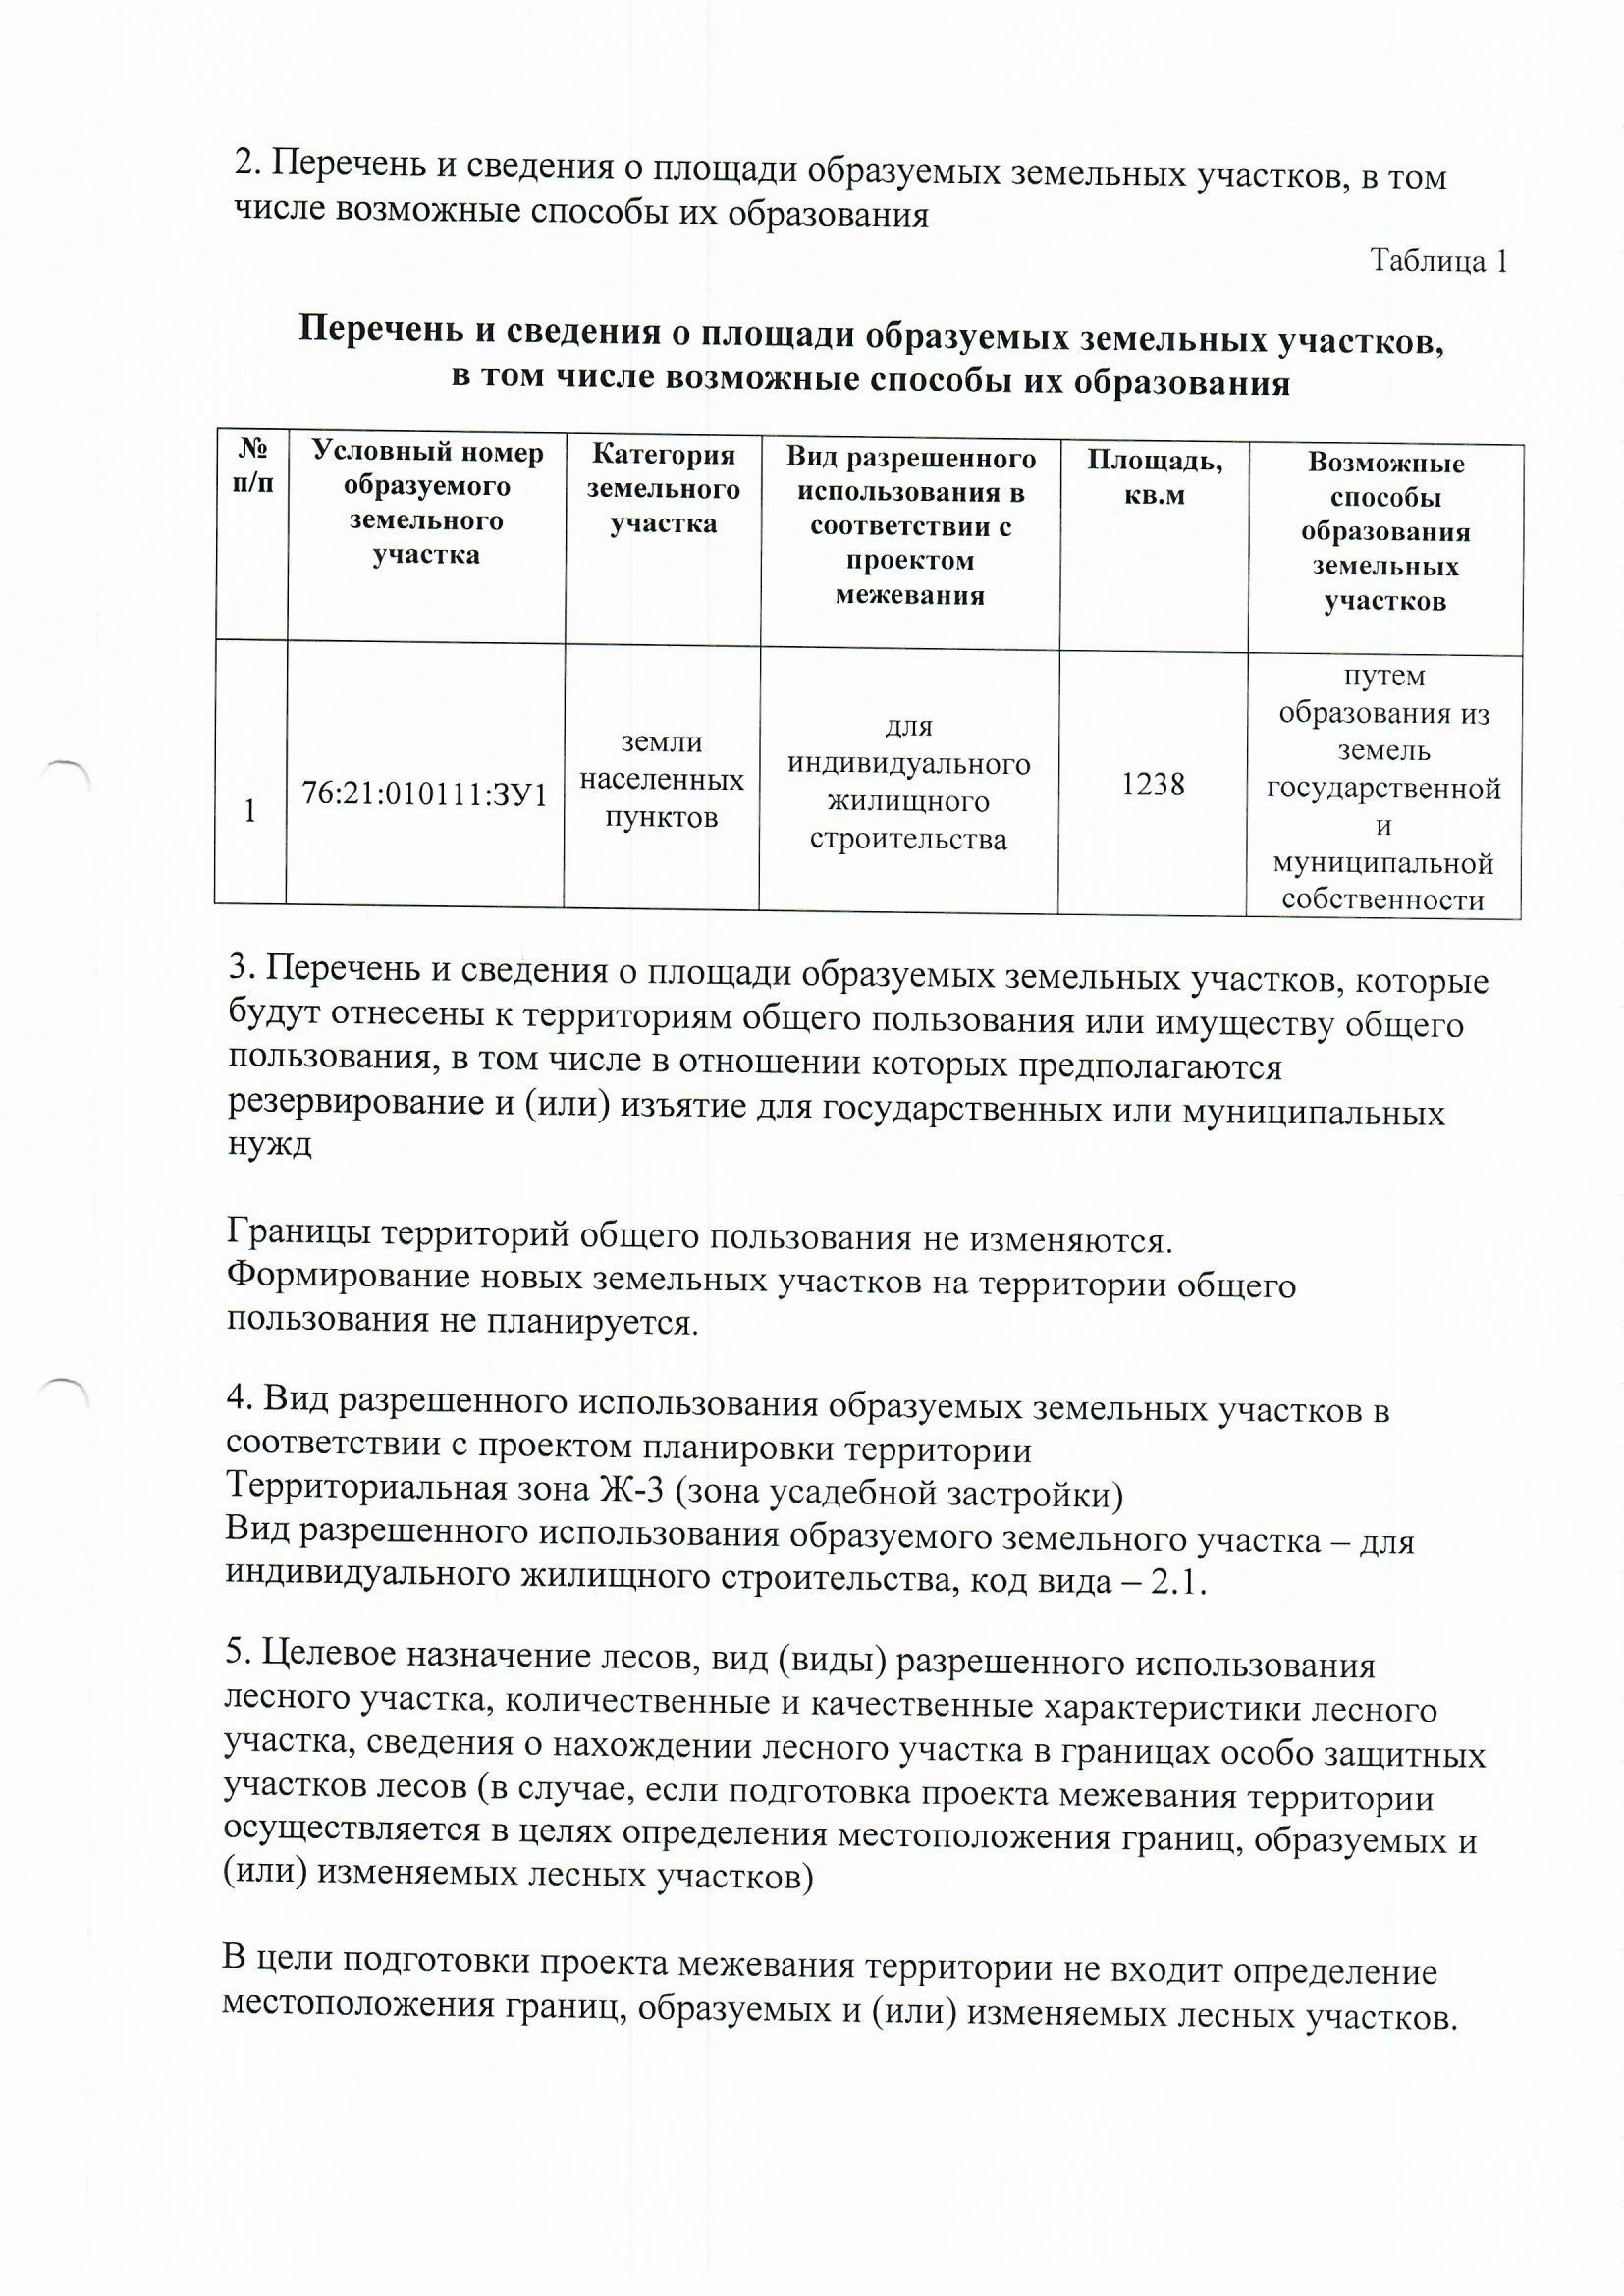 2. Перечень и сведения о площади образуемых земельных участков, в том
числе возможные способы их образования
Таблица 1
Перечень и сведения о площади образуемых земельных участков,
в том числе возможные способы их образования
№
п/п
Условный номер
образуемого
земельного
участка
Категория
земельного
участка
Вид разрешенного
использования в
соответствии с
проектом
межевания
Площадь,
кв.м
Возможные
способы
образования
земельных
участков
1
76:21:010111:ЗУ1
земли
населенных
пунктов
для
индивидуального
жилищного
строительства
1238
путем
образования из
земель
государственной
и
муниципальной
собственности
3. Перечень и сведения о площади образуемых земельных участков, которые
будут отнесены к территориям общего пользования или имуществу общего
пользования, в том числе в отношении которых предполагаются
резервирование и (или) изъятие для государственных или муниципальных
нужд
Границы территорий общего пользования не изменяются.
Формирование новых земельных участков на территории общего
пользования не планируется.
4. Вид разрешенного использования образуемых земельных участков в
соответствии с проектом планировки территории
Территориальная зона Ж-3 (зона усадебной застройки)
Вид разрешенного использования образуемого земельного участка – для
индивидуального жилищного строительства, код вида – 2.1.
5. Целевое назначение лесов, вид (виды) разрешенного использования
лесного участка, количественные и качественные характеристики лесного
участка, сведения о нахождении лесного участка в границах особо защитных
участков лесов (в случае, если подготовка проекта межевания территории
осуществляется в целях определения местоположения границ, образуемых и
(или) изменяемых лесных участков)
В цели подготовки проекта межевания территории не входит определение
местоположения границ, образуемых и (или) изменяемых лесных участков.